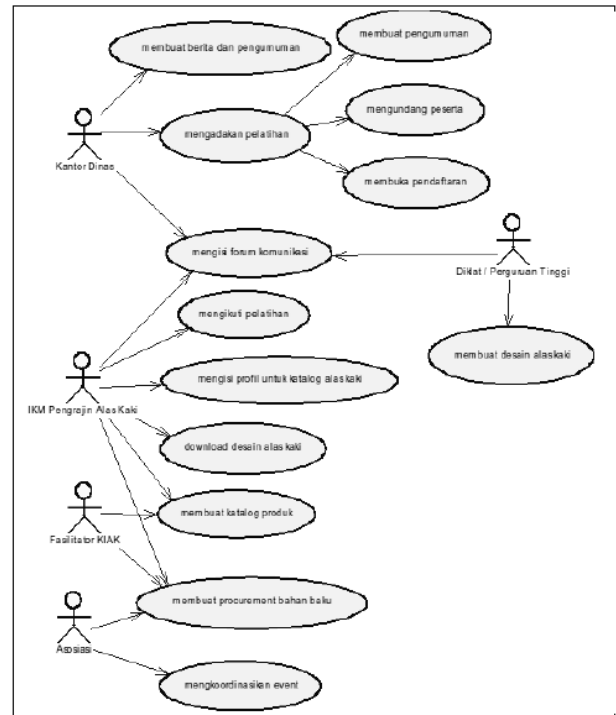 membuat berita dan pengumuman
membuat pengumuman
mengadakan pelatihan
mengundang peserta
Kantor Dinas
membuka pendaftaran
mengisi forum komunikasi
Diklat / Perguruan Tinggi
mengikuti pelatihan
membuat desain alaskaki
mengisi profil untuk katalog alaskaki
IKM Pengrajin Alas Kaki
download desain alas kaki
membuat katalog produk
Fasilitator KIAK
membuat procurement bahan baku
Asosiasi
mengkoordinasikan event